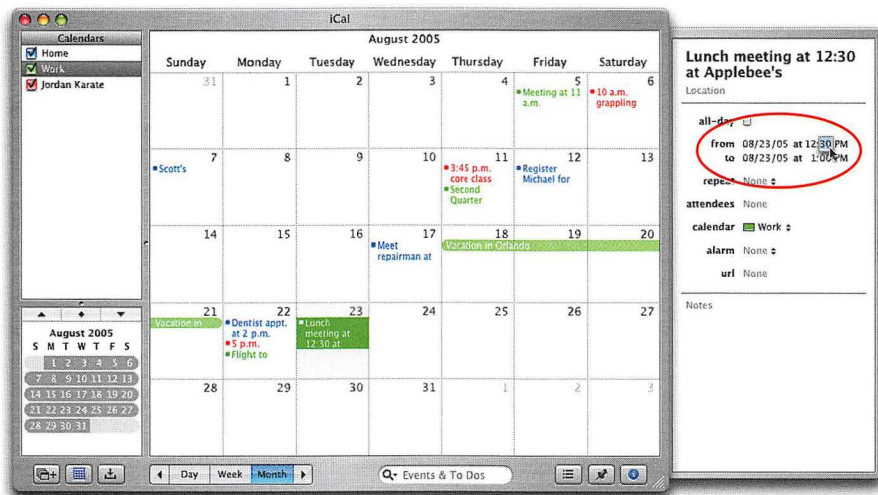 iCal
Calendars
Home
Work
Jordan Karate
August 2005
Sunday Monday Tuesday Wednesday Thursday Friday Saturday
31 1 2 3 4 5 6
Meeting at 11 a.m.
10 a.m. grappling
7 8 9 10 11 12 13
Scott's
3:45 p.m. core class
Second Quarter
Register Michael for
14 15 16 17 18 19 20
Meet repairman at
Vacation in Orlando
21 22 23 24 25 26 27
Vacation in
Dentist appt. at 2 p.m.
5 p.m.
Flight to
Lunch meeting at 12:30 at
28 29 30 31 1 2 3
August 2005
S M T W T F S
1 2 3 4 5 6
7 8 9 10 11 12 13
14 15 16 17 18 19 20
21 22 23 24 25 26 27
28 29 30 31
Day Week Month
Events & To Dos
Lunch meeting at 12:30
at Applebee's
Location
all-day
from 08/23/05 at 12:30 PM
to 08/23/05 at 1:00 PM
repeat None
attendees None
calendar Work
alarm None
url None
Notes